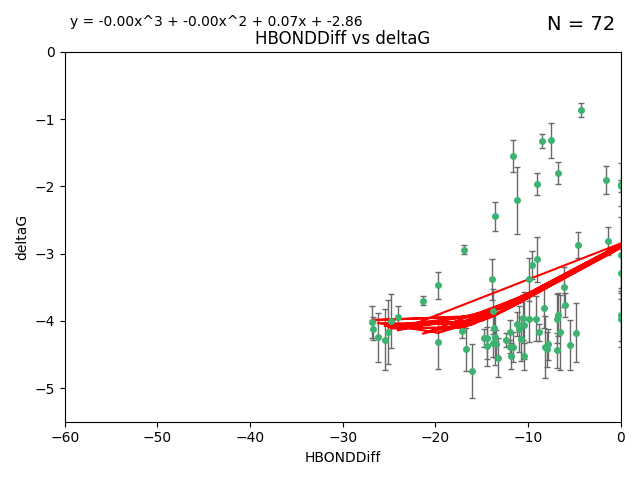 y = -0.00x^3 + -0.00x^2 + 0.07x + -2.86
N = 72
HBONDDiff vs deltaG
0
−1
−2
−3
−4
−5
deltaG
−60
−50
−40
−30
−20
−10
0
HBONDDiff